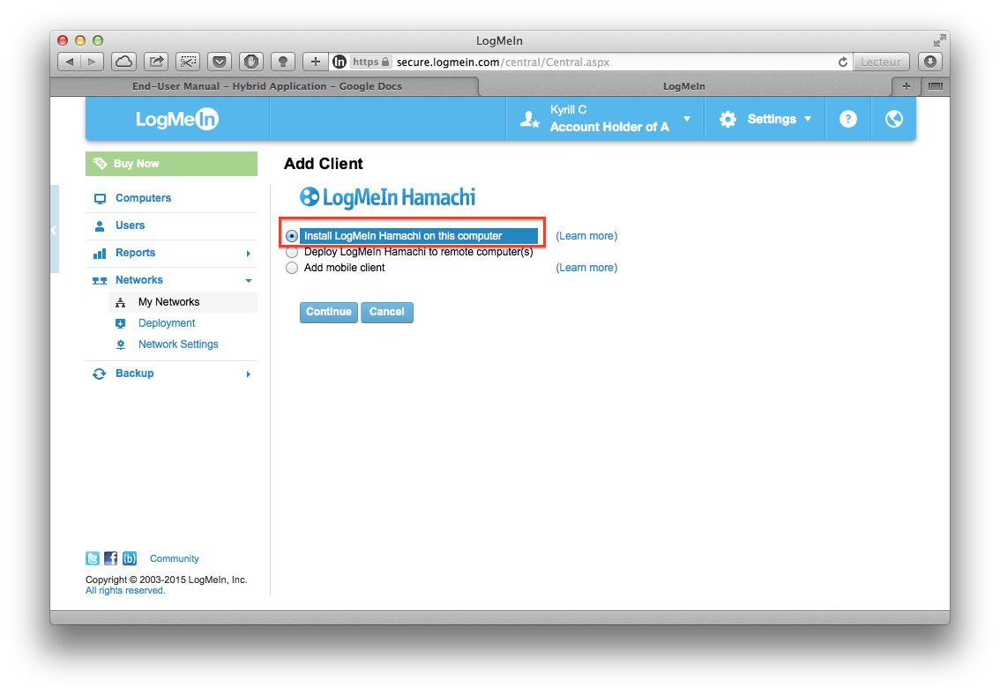 LogMeIn
https secure.logmein.com/central/Central.aspx Lecteur
End-User Manual – Hybrid Application – Google Docs LogMeIn
LogMeIn
Kyrill C
Account Holder of A
Settings
?
Buy Now
Computers
Users
Reports
Networks
My Networks
Deployment
Network Settings
Backup
Add Client
LogMeIn Hamachi
Install LogMeIn Hamachi on this computer (Learn more)
Deploy LogMeIn Hamachi to remote computer(s)
Add mobile client (Learn more)
Continue Cancel
Community
Copyright © 2003-2015 LogMeIn, Inc.
All rights reserved.